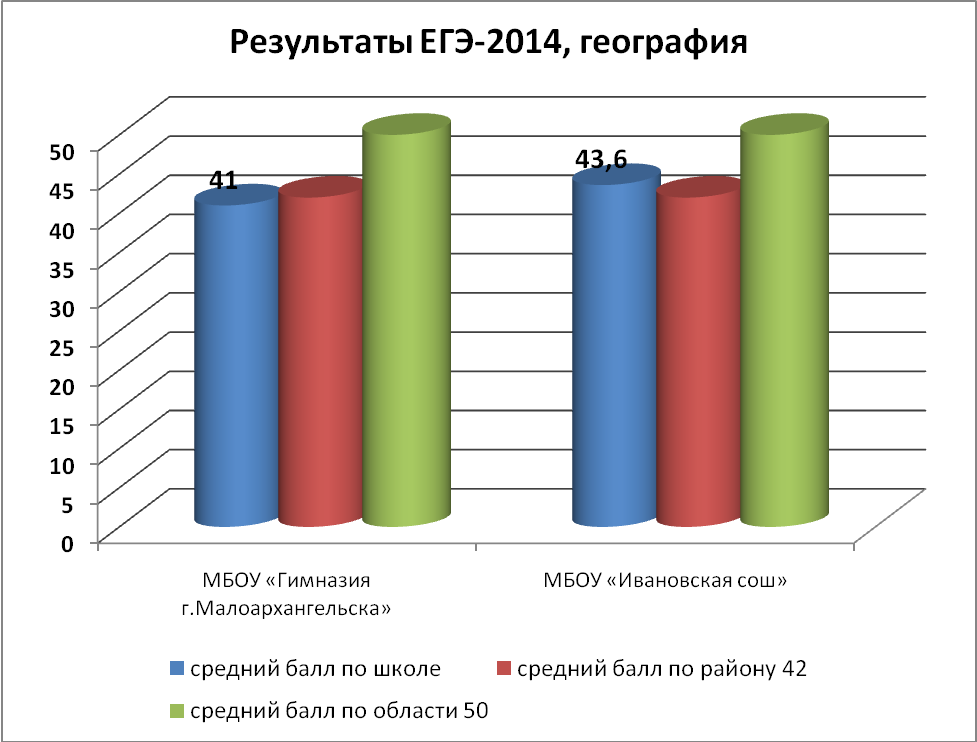 Результаты ЕГЭ-2014, география
50
45
40
35
30
25
20
15
10
5
0
41
43,6
МБОУ «Гимназия
г.Малоархангельска»
МБОУ «Ивановская сош»
средний балл по школе
средний балл по району 42
средний балл по области 50